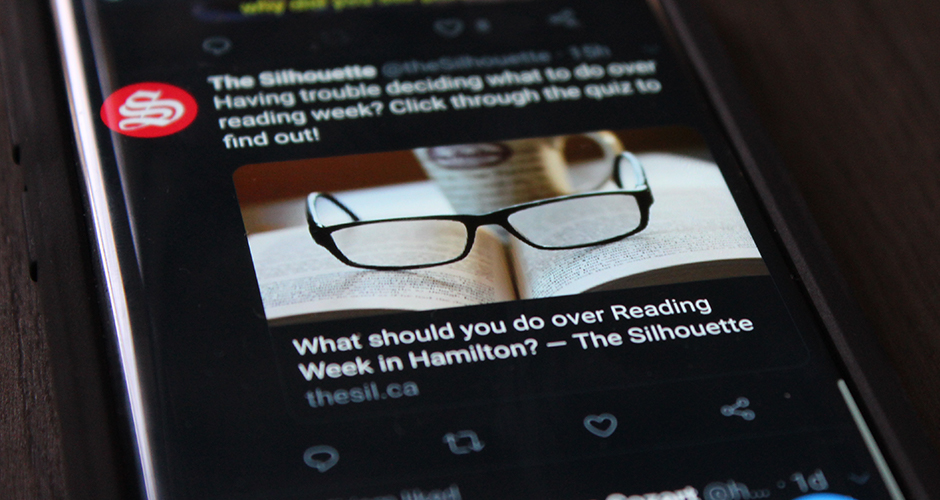 The Silhouette @theSilhouette · 15h
Having trouble deciding what to do over
reading week? Click through the quiz to
find out!
What should you do over Reading
Week in Hamilton? – The Silhouette
thesil.ca
liked
1d